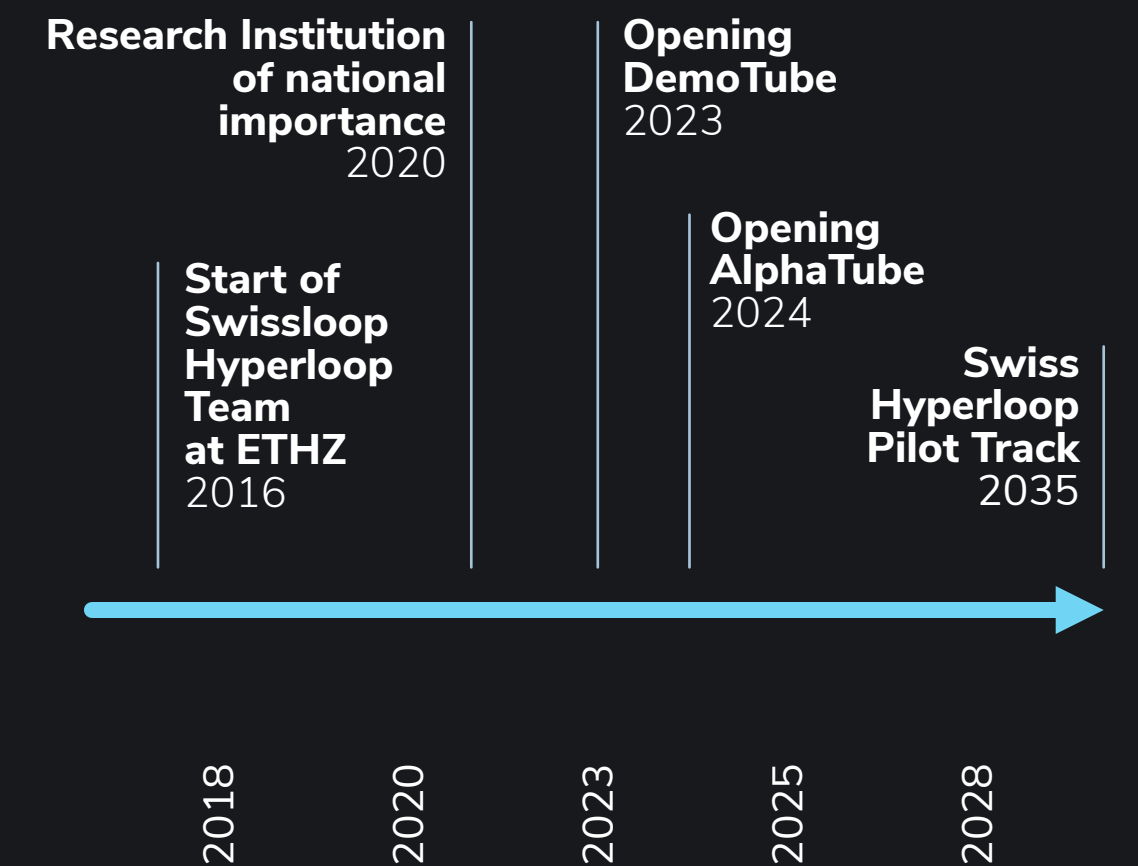 Research Institution
of national
importance
2020
Opening
DemoTube
2023
Opening
AlphaTube
2024
Start of
Swissloop
Hyperloop
Team
at ETHZ
2016
Swiss
Hyperloop
Pilot Track
2035
2018
2020
2023
2025
2028